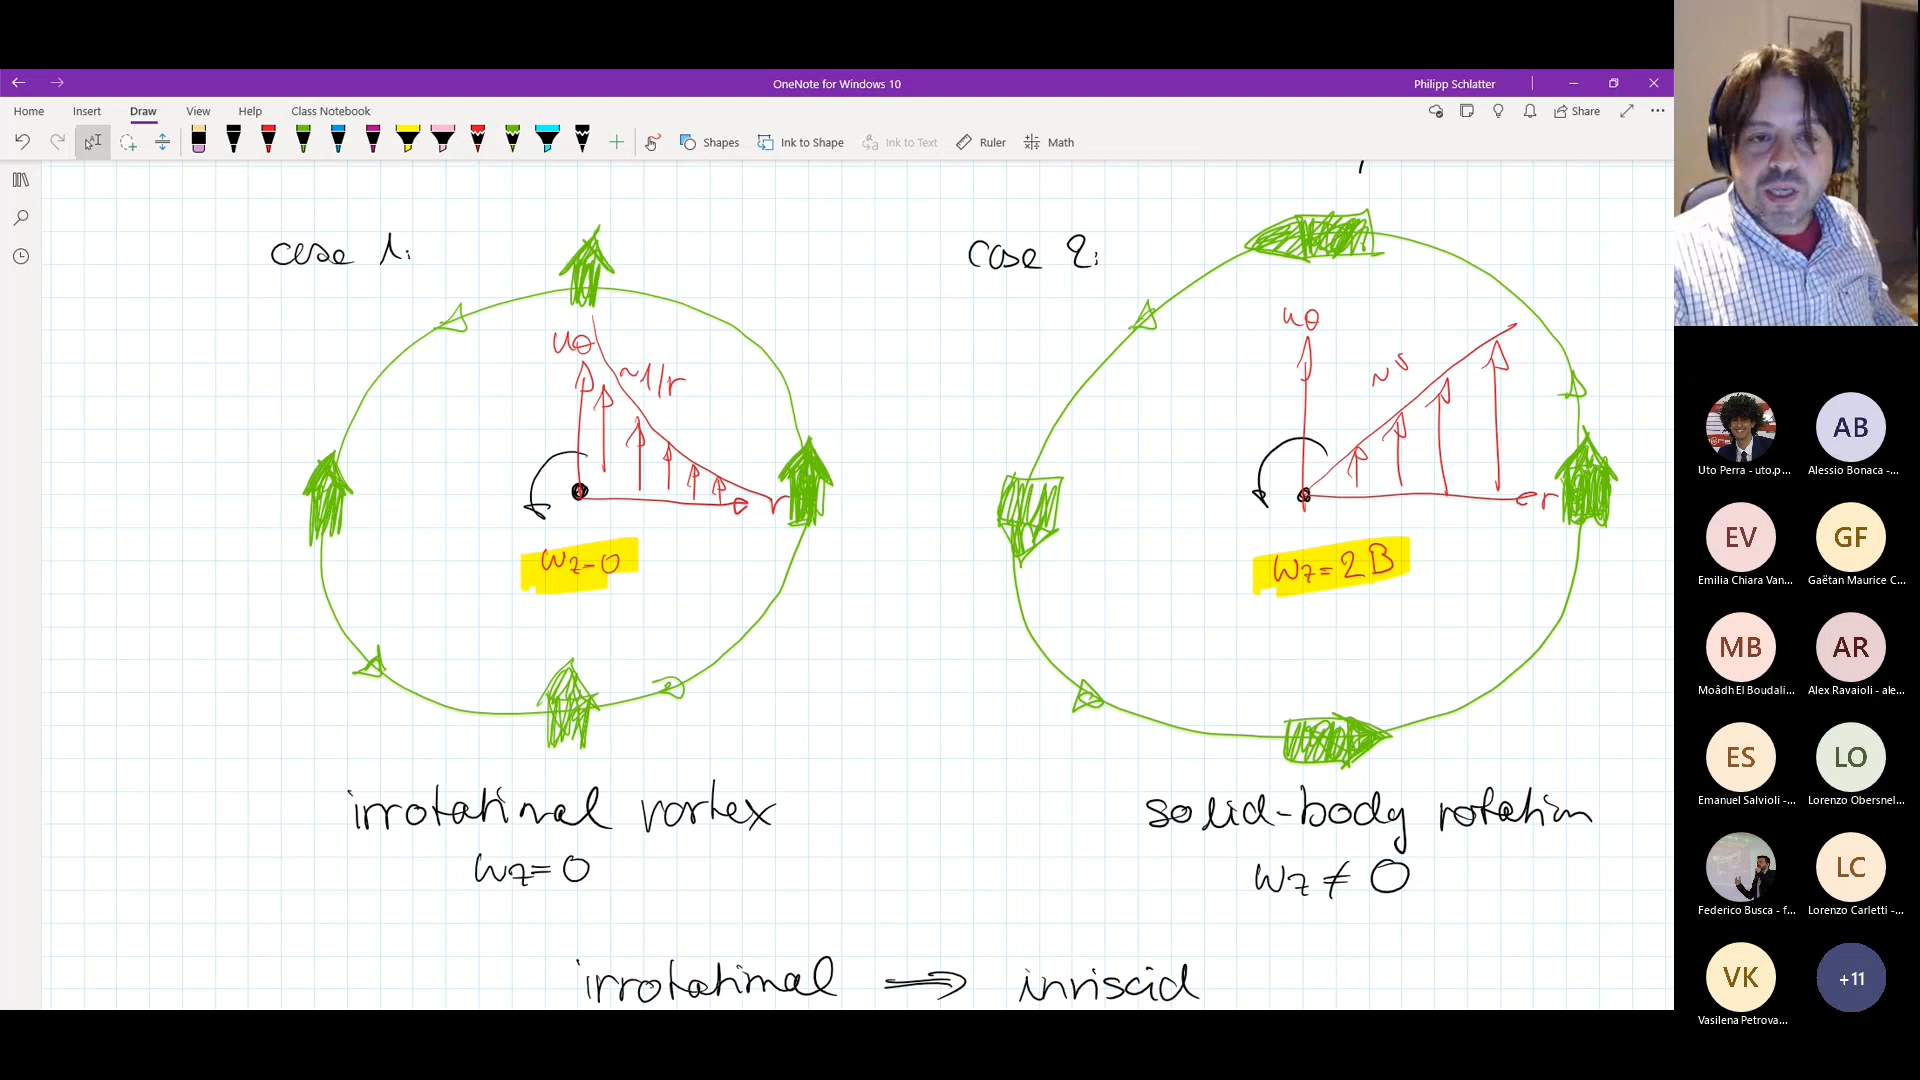 OneNote for Windows 10
Philipp Schlatter
Home Insert Draw View Help Class Notebook
Share
Shapes Ink to Shape Ink to Text Ruler Math
case 1:
case 2:
uθ
~1/r
r
ωz=0
uθ
~r
r
ωz=2B
irrotational vortex
ωz=0
solid-body rotation
ωz≠0
irrotational ⟹ inviscid
Uto Perra - uto.p...
AB
Alessio Bonaca -...
EV
Emilia Chiara Van...
GF
Gaëtan Maurice C...
MB
Moâdh El Boudali...
AR
Alex Ravaioli - ale...
ES
Emanuel Salvioli -...
LO
Lorenzo Obersnel...
Federico Busca - f...
LC
Lorenzo Carletti -...
VK
Vasilena Petrova...
+11